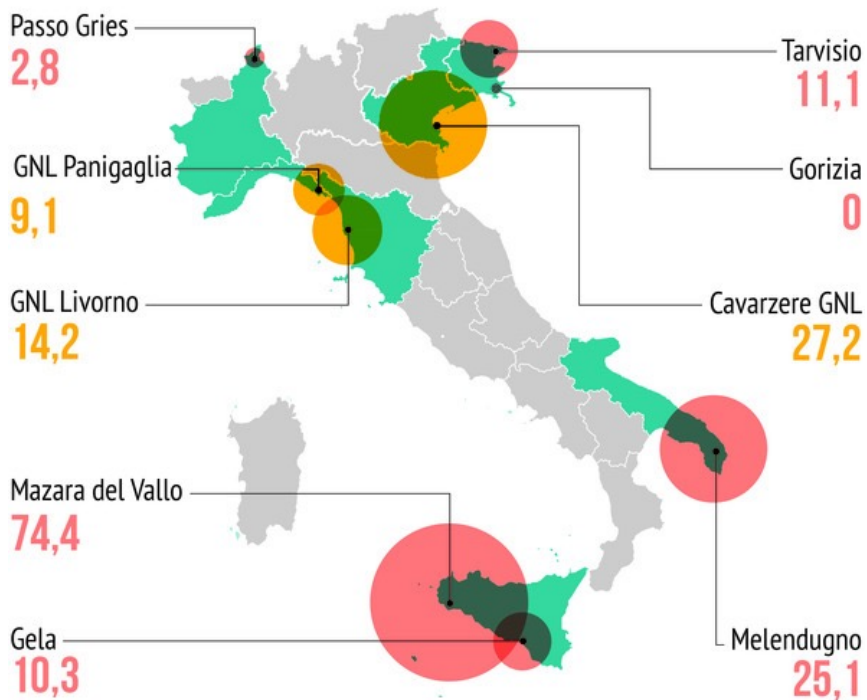 Passo Gries
2,8
Tarvisio
11,1
GNL Panigaglia
9,1
Gorizia
0
GNL Livorno
14,2
Cavarzere GNL
27,2
Mazara del Vallo
74,4
Gela
10,3
Melendugno
25,1